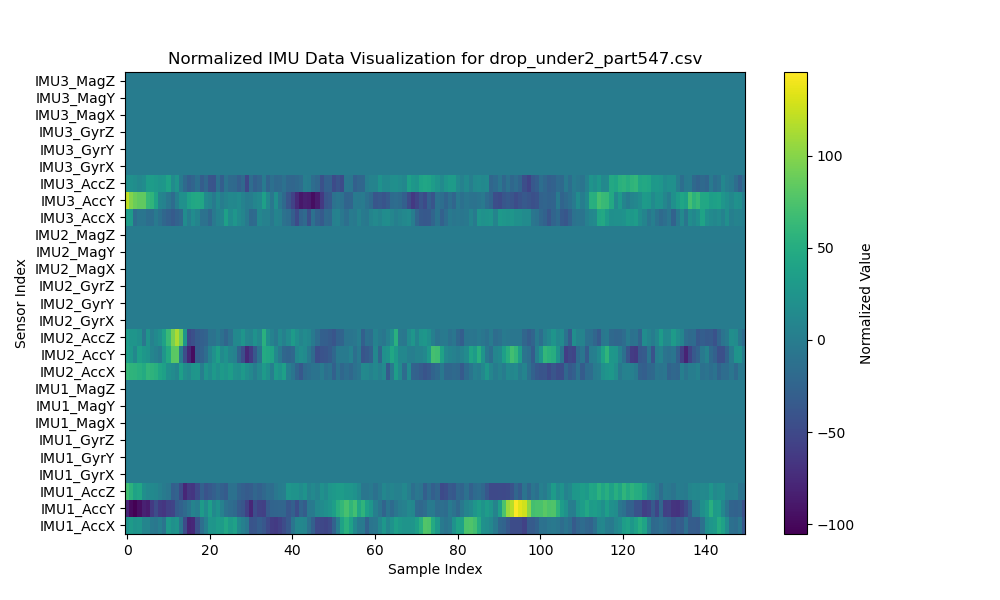 Normalized IMU Data Visualization for drop_under2_part547.csv
IMU3_MagZ
IMU3_MagY
IMU3_MagX
IMU3_GyrZ
IMU3_GyrY
IMU3_GyrX
IMU3_AccZ
IMU3_AccY
IMU3_AccX
IMU2_MagZ
IMU2_MagY
IMU2_MagX
IMU2_GyrZ
IMU2_GyrY
IMU2_GyrX
IMU2_AccZ
IMU2_AccY
IMU2_AccX
IMU1_MagZ
IMU1_MagY
IMU1_MagX
IMU1_GyrZ
IMU1_GyrY
IMU1_GyrX
IMU1_AccZ
IMU1_AccY
IMU1_AccX
Sensor Index
0 20 40 60 80 100 120 140
Sample Index
100
50
0
−50
−100
Normalized Value